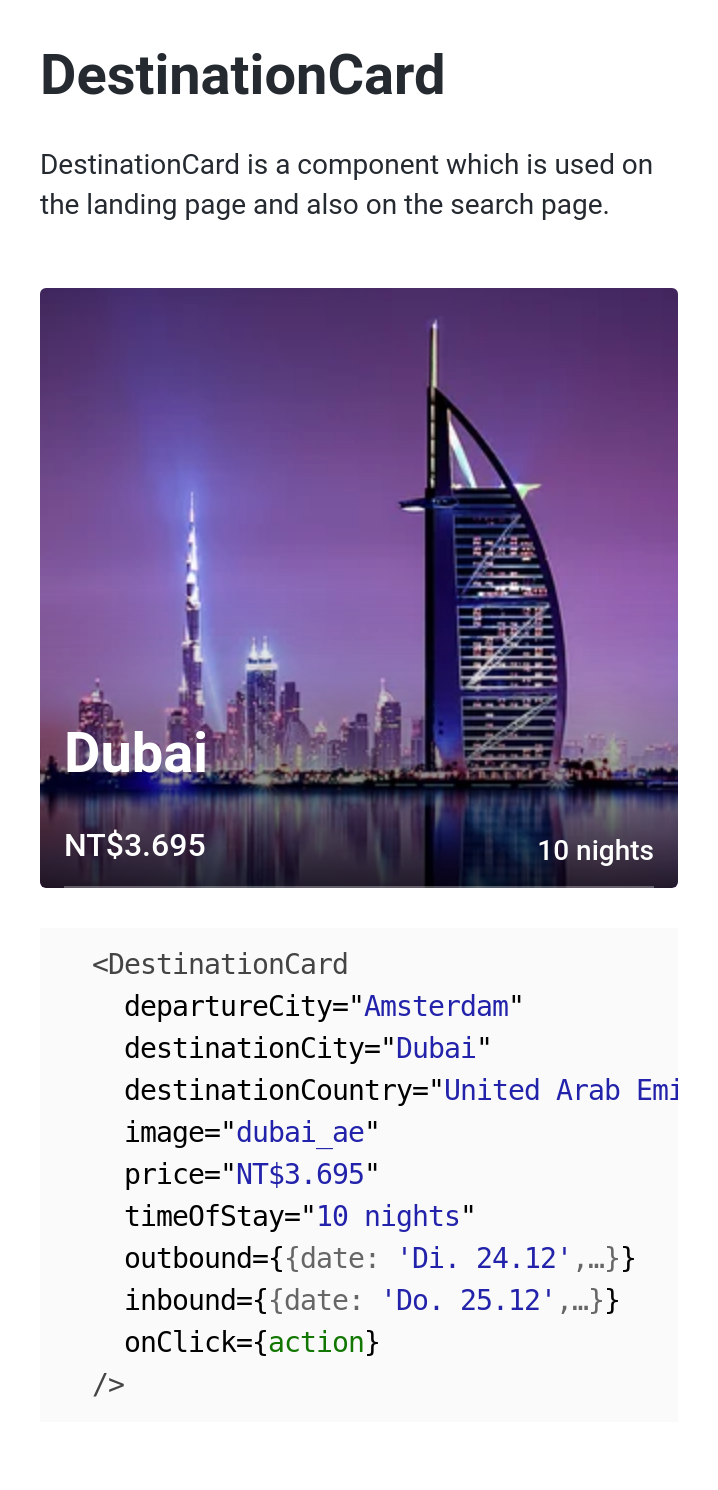 DestinationCard
DestinationCard is a component which is used on
the landing page and also on the search page.
Dubai
NT$3.695
10 nights
<DestinationCard
departureCity="Amsterdam"
destinationCity="Dubai"
destinationCountry="United Arab Emi
image="dubai_ae"
price="NT$3.695"
timeOfStay="10 nights"
outbound={{date: 'Di. 24.12',…}}
inbound={{date: 'Do. 25.12',…}}
onClick={action}
/>